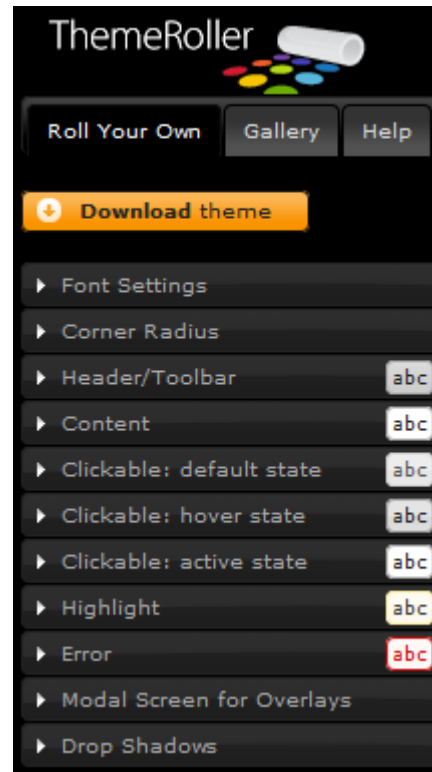 ThemeRoller
Roll Your Own Gallery Help
Download theme
Font Settings
Corner Radius
Header/Toolbar abc
Content abc
Clickable: default state abc
Clickable: hover state abc
Clickable: active state abc
Highlight abc
Error abc
Modal Screen for Overlays
Drop Shadows